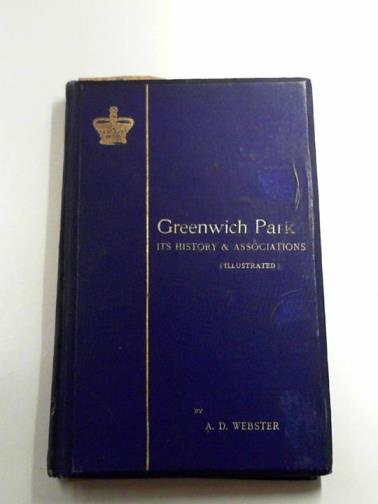 Greenwich Park
ITS HISTORY & ASSOCIATIONS
(ILLUSTRATED).
BY
A. D. WEBSTER